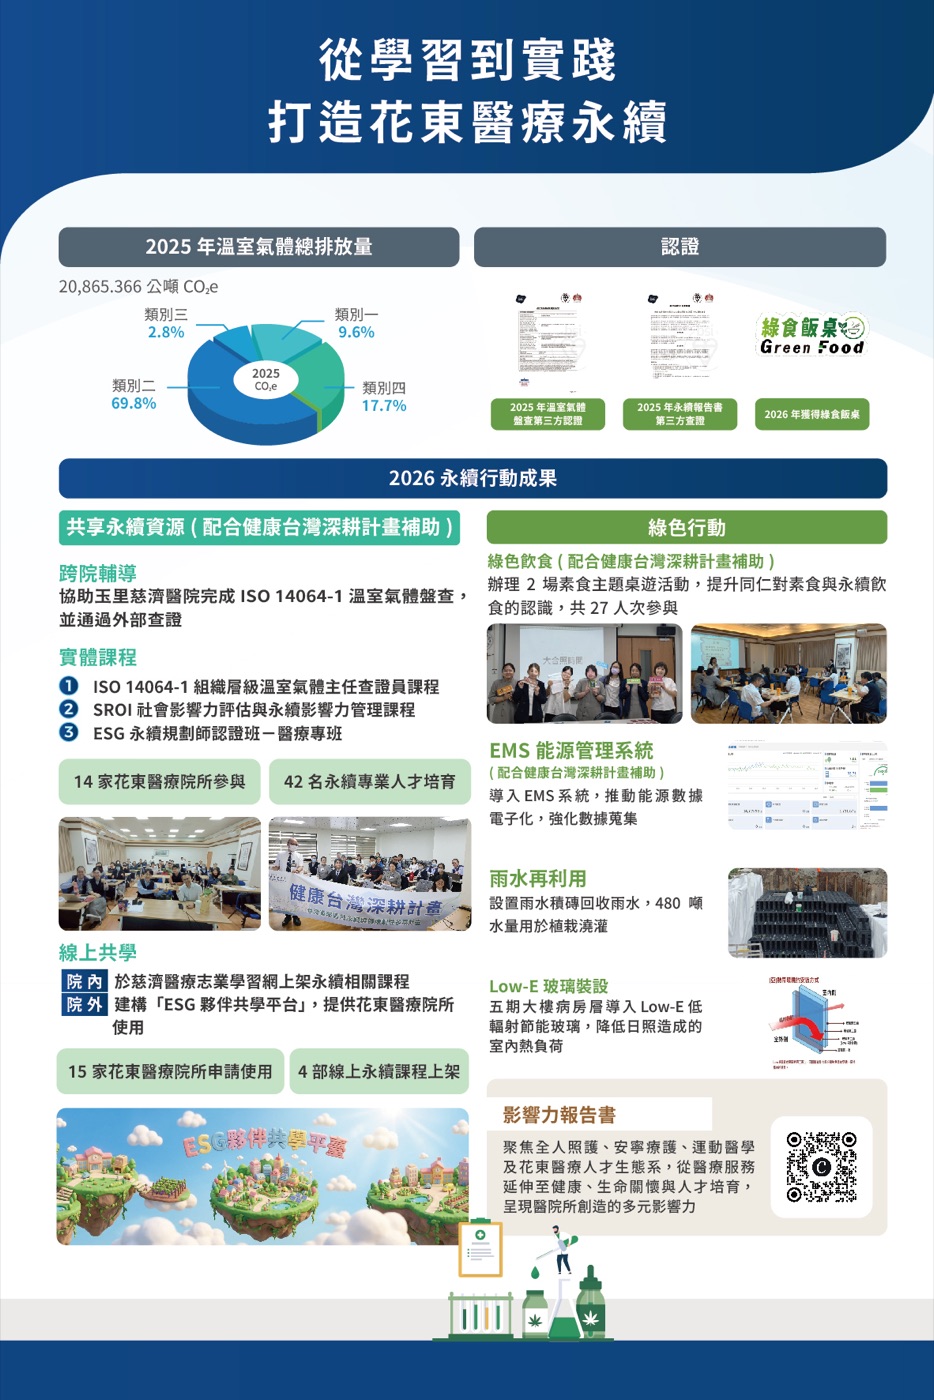 從學習到實踐
打造花東醫療永續
2025 年溫室氣體總排放量
20,865.366 公噸 CO₂e
類別三
2.8%
類別一
9.6%
類別二
69.8%
類別四
17.7%
2025
CO₂e
認證
綠食飯桌
Green Food
2025 年溫室氣體
盤查第三方認證
2025 年永續報告書
第三方查證
2026 年獲得綠食飯桌
2026 永續行動成果
共享永續資源 ( 配合健康台灣深耕計畫補助 )
跨院輔導
協助玉里慈濟醫院完成 ISO 14064-1 溫室氣體盤查，
並通過外部查證
實體課程
1 ISO 14064-1 組織層級溫室氣體主任查證員課程
2 SROI 社會影響力評估與永續影響力管理課程
3 ESG 永續規劃師認證班－醫療專班
14 家花東醫療院所參與
42 名永續專業人才培育
健康台灣深耕計畫
線上共學
院內 於慈濟醫療志業學習網上架永續相關課程
院外 建構「ESG 夥伴共學平台」，提供花東醫療院所
使用
15 家花東醫療院所申請使用
4 部線上永續課程上架
ESG夥伴共學平臺
綠色行動
綠色飲食 ( 配合健康台灣深耕計畫補助 )
辦理 2 場素食主題桌遊活動，提升同仁對素食與永續飲
食的認識，共 27 人次參與
大合照時間
EMS 能源管理系統
( 配合健康台灣深耕計畫補助 )
導入 EMS 系統，推動能源數據
電子化，強化數據蒐集
雨水再利用
設置雨水積磚回收雨水，480 噸
水量用於植栽澆灌
Low-E 玻璃裝設
五期大樓病房層導入 Low-E 低
輻射節能玻璃，降低日照造成的
室內熱負荷
室內側
室外側
影響力報告書
聚焦全人照護、安寧療護、運動醫學
及花東醫療人才生態系，從醫療服務
延伸至健康、生命關懷與人才培育，
呈現醫院所創造的多元影響力